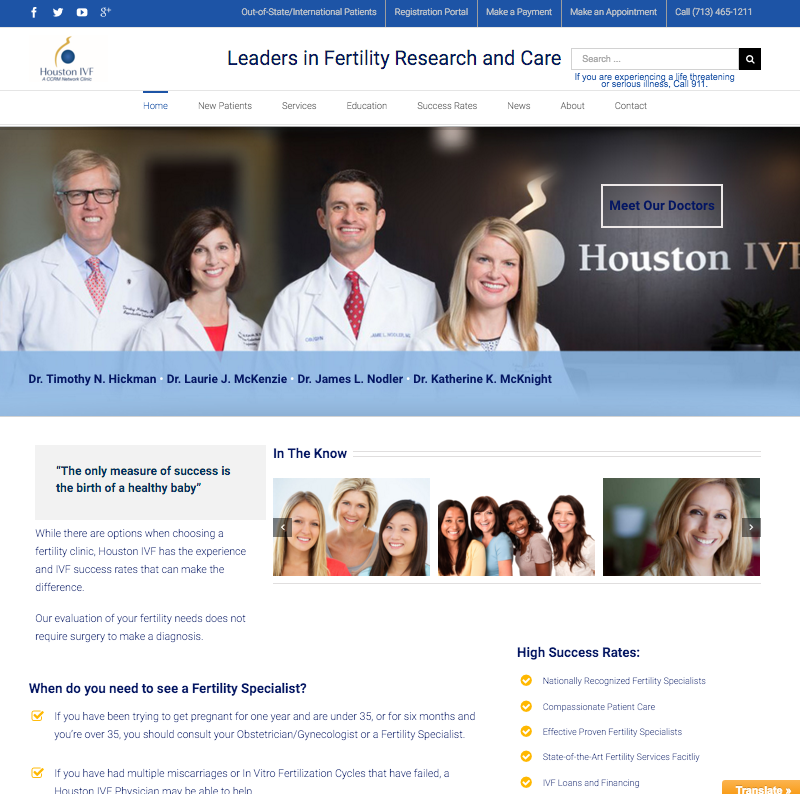 Out-of-State/International Patients
Registration Portal
Make a Payment
Make an Appointment
Call (713) 465-1211
Houston IVF
A CCRM Network Clinic
Leaders in Fertility Research and Care
Search ...
If you are experiencing a life threatening
or serious illness, Call 911.
Home
New Patients
Services
Education
Success Rates
News
About
Contact
Meet Our Doctors
Houston IVF
JAMES L. NODLER, MD
Dr. Timothy N. Hickman • Dr. Laurie J. McKenzie • Dr. James L. Nodler • Dr. Katherine K. McKnight
“The only measure of success is
the birth of a healthy baby”
In The Know
While there are options when choosing a
fertility clinic, Houston IVF has the experience
and IVF success rates that can make the
difference.
Our evaluation of your fertility needs does not
require surgery to make a diagnosis.
High Success Rates:
Nationally Recognized Fertility Specialists
Compassionate Patient Care
Effective Proven Fertility Specialists
State-of-the-Art Fertility Services Facitliy
IVF Loans and Financing
When do you need to see a Fertility Specialist?
If you have been trying to get pregnant for one year and are under 35, or for six months and
you’re over 35, you should consult your Obstetrician/Gynecologist or a Fertility Specialist.
If you have had multiple miscarriages or In Vitro Fertilization Cycles that have failed, a
Houston IVF Physician may be able to help.
Translate »